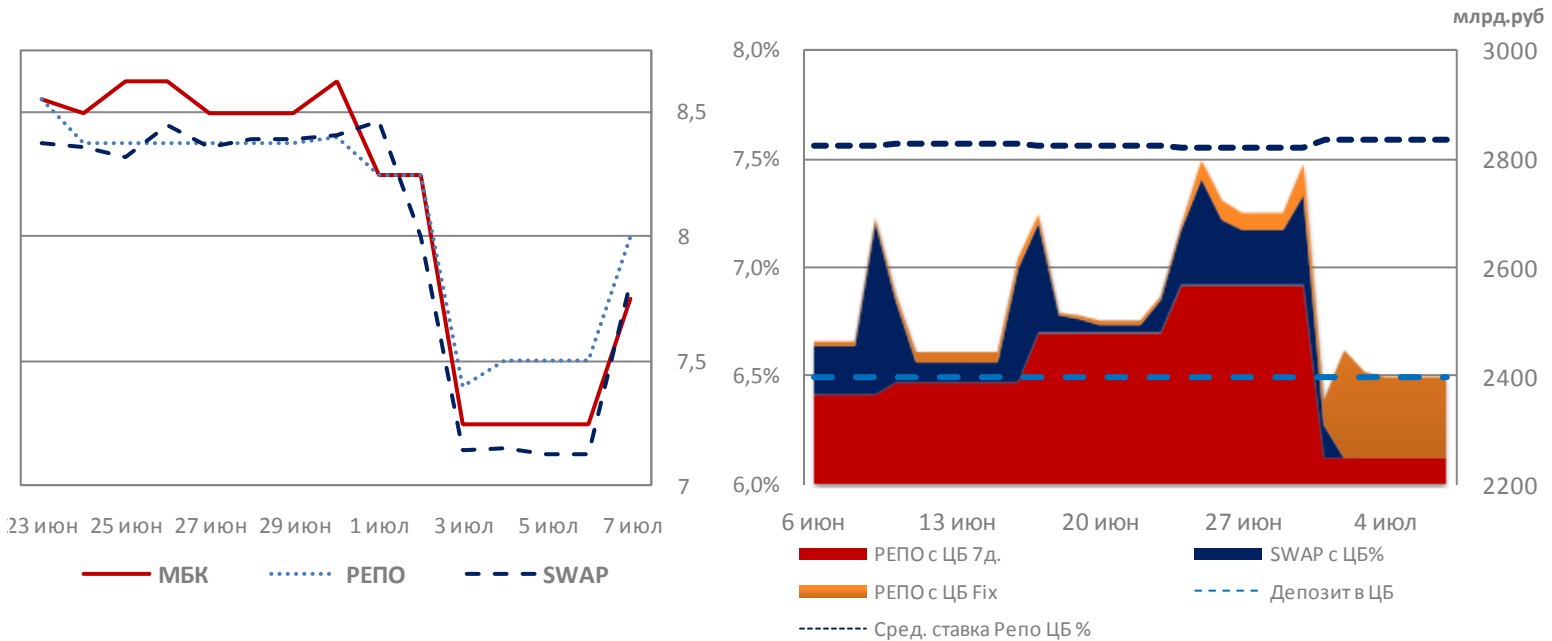 млрд.руб
8,5
8
7,5
7
23 июн 25 июн 27 июн 29 июн 1 июл 3 июл 5 июл 7 июл
МБК РЕПО SWAP
8,0% 3000
7,5% 2800
7,0% 2600
6,5% 2400
6,0% 2200
6 июн 13 июн 20 июн 27 июн 4 июл
РЕПО с ЦБ 7д. SWAP с ЦБ%
РЕПО с ЦБ Fix Депозит в ЦБ
Сред. ставка Репо ЦБ %